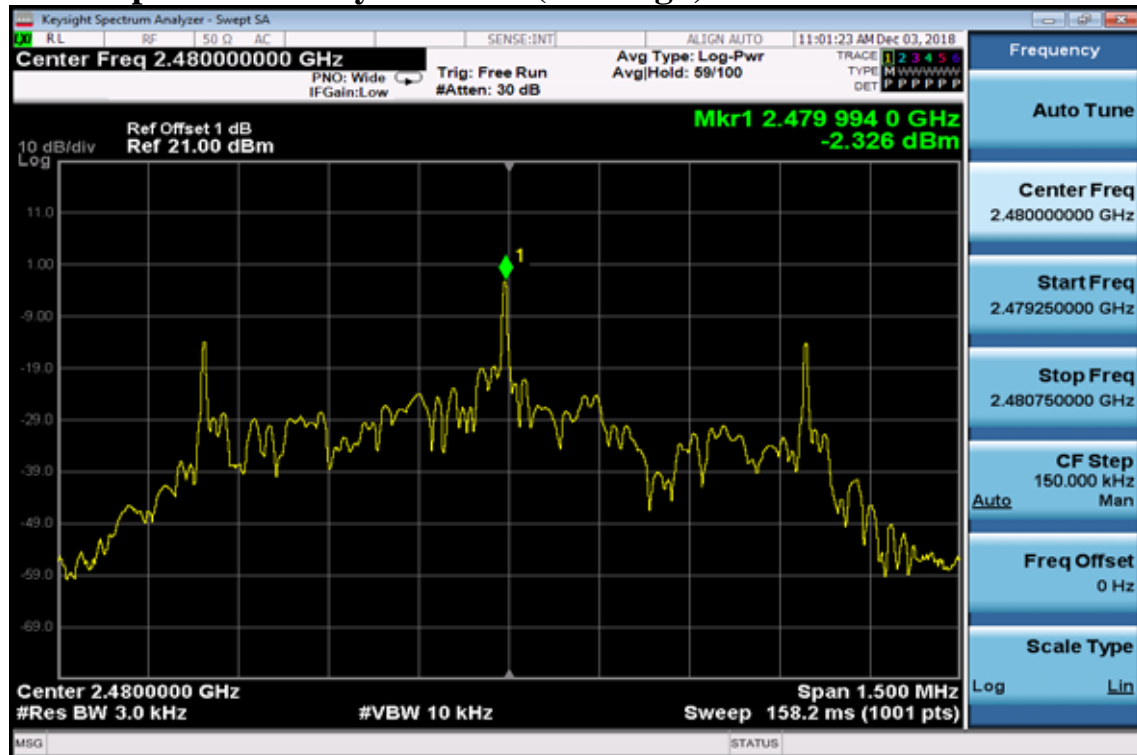 Keysight Spectrum Analyzer - Swept SA
RL RF 50 Ω AC SENSE:INT ALIGN AUTO 11:01:23 AM Dec 03, 2018
Center Freq 2.480000000 GHz
PNO: Wide
IFGain:Low
Trig: Free Run
#Atten: 30 dB
Avg Type: Log-Pwr
Avg|Hold: 59/100
TRACE 1 2 3 4 5 6
TYPE M WWWWW
DET P P P P P P
Mkr1 2.479 994 0 GHz
-2.326 dBm
Ref Offset 1 dB
10 dB/div Ref 21.00 dBm
Log
1
11.0
1.00
-9.00
-19.0
-29.0
-39.0
-49.0
-59.0
-69.0
Center 2.4800000 GHz Span 1.500 MHz
#Res BW 3.0 kHz #VBW 10 kHz Sweep 158.2 ms (1001 pts)
MSG STATUS
Frequency
Auto Tune
Center Freq
2.480000000 GHz
Start Freq
2.479250000 GHz
Stop Freq
2.480750000 GHz
CF Step
150.000 kHz
Auto Man
Freq Offset
0 Hz
Scale Type
Log Lin